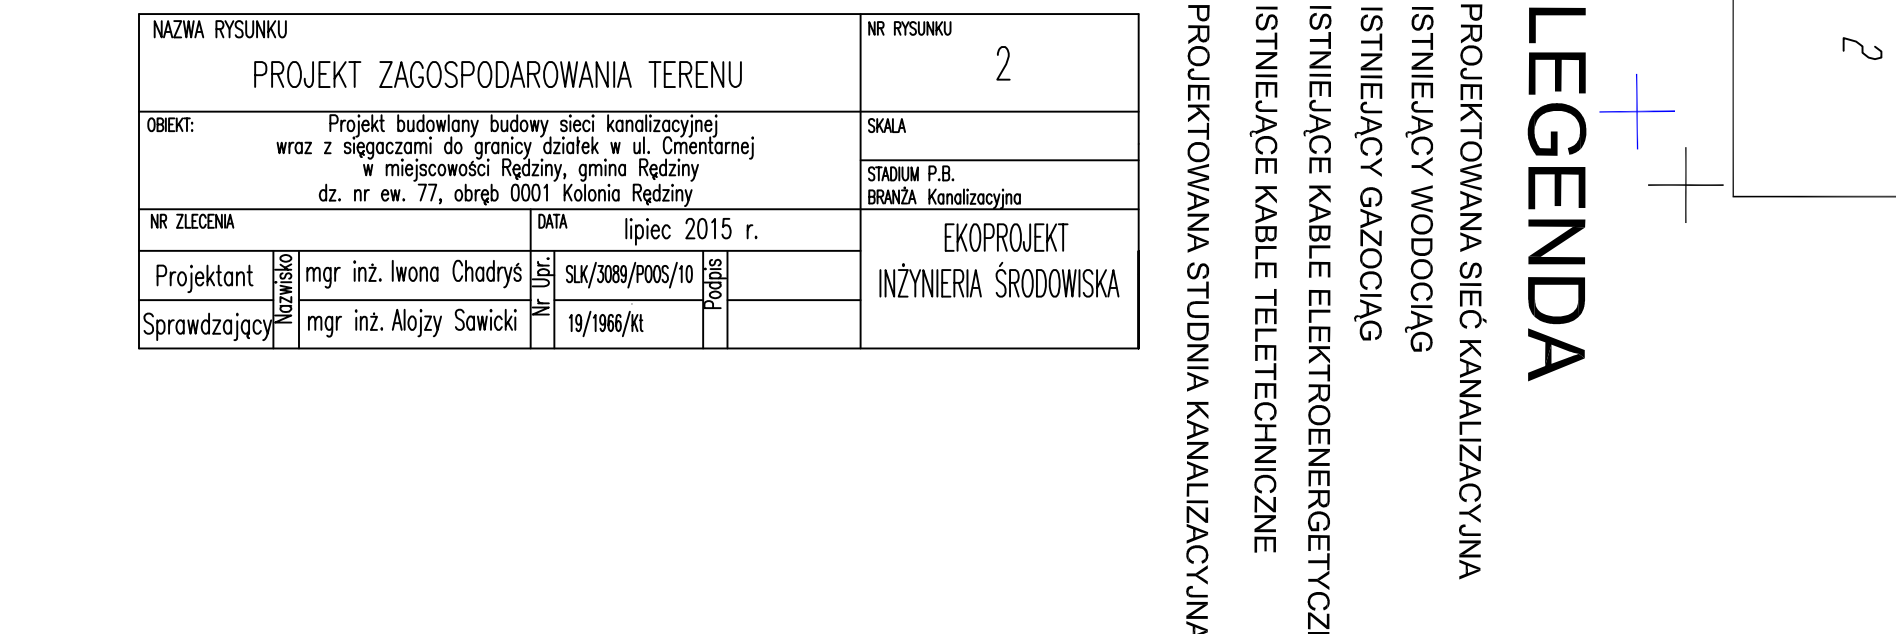 NAZWA RYSUNKU
PROJEKT ZAGOSPODAROWANIA TERENU
NR RYSUNKU
2
OBIEKT:
Projekt budowlany budowy sieci kanalizacyjnej
wraz z sięgaczami do granicy działek w ul. Cmentarnej
w miejscowości Rędziny, gmina Rędziny
dz. nr ew. 77, obręb 0001 Kolonia Rędziny
SKALA
STADIUM P.B.
BRANŻA Kanalizacyjna
NR ZLECENIA
DATA
lipiec 2015 r.
EKOPROJEKT
INŻYNIERIA ŚRODOWISKA
Projektant
Nazwisko
mgr inż. Iwona Chadryś
Nr Upr.
SLK/3089/POOS/10
Podpis
Sprawdzający
mgr inż. Alojzy Sawicki
19/1966/Kt
LEGENDA
PROJEKTOWANA SIEĆ KANALIZACYJNA
ISTNIEJĄCY WODOCIĄG
ISTNIEJĄCY GAZOCIĄG
ISTNIEJĄCE KABLE ELEKTROENERGETYCZ
ISTNIEJĄCE KABLE TELETECHNICZNE
PROJEKTOWANA STUDNIA KANALIZACYJNA
2